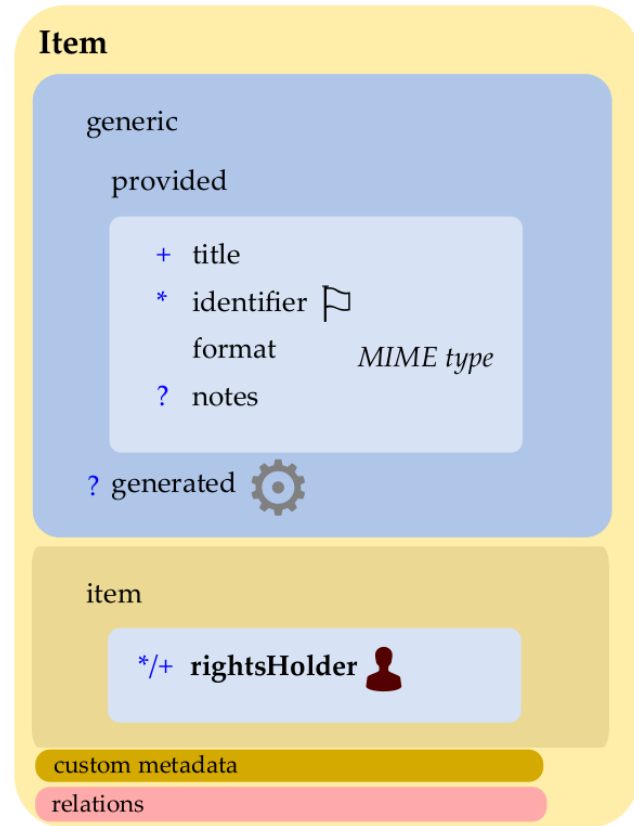 Item
generic
provided
+ title
* identifier
format MIME type
? notes
? generated
item
*/+ rightsHolder
custom metadata
relations